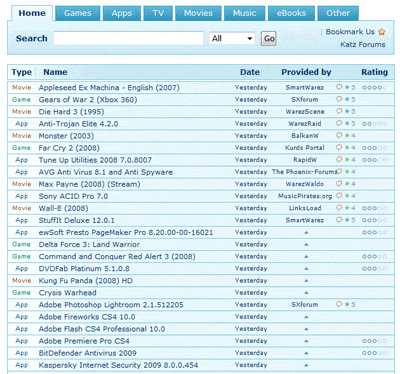 Home Games Apps TV Movies Music eBooks Other
Search All Go
Bookmark Us
Katz Forums
Type Name Date Provided by Rating
Movie Appleseed Ex Machina - English (2007) Yesterday SmartWarez 5
Game Gears of War 2 (Xbox 360) Yesterday SXforum 5
Movie Die Hard 3 (1995) Yesterday WarezScene 5
App Anti-Trojan Elite 4.2.0 Yesterday WarezRaid 5
Movie Monster (2003) Yesterday BalkanW 4
Game Far Cry 2 (2008) Yesterday Kurds Portal 4
App Tune Up Utilities 2008 7.0.8007 Yesterday RapidW 4
App AVG Anti Virus 8.1 and Anti Spyware Yesterday The Phoenix-Forums 4
Movie Max Payne (2008) (Stream) Yesterday WarezWaldo 4
App Sony ACID Pro 7.0 Yesterday MusicPirates.org 4
Movie Wall-E (2008) Yesterday LinksLoad 4
App StuffIt Deluxe 12.0.1 Yesterday SmartWarez 5
App ewSoft Presto PageMaker Pro 8.20.00-00-16021 Yesterday
Game Delta Force 3: Land Warrior Yesterday
Game Command and Conquer Red Alert 3 (2008) Yesterday
App DVDFab Platinum 5.1.0.8 Yesterday
Movie Kung Fu Panda (2008) HD Yesterday
Game Crysis Warhead Yesterday
App Adobe Photoshop Lightroom 2.1.512205 Yesterday SXforum 5
App Adobe Fireworks CS4 10.0 Yesterday
App Adobe Flash CS4 Professional 10.0 Yesterday
App Adobe Premiere Pro CS4 Yesterday
App BitDefender Antivirus 2009 Yesterday
App Kaspersky Internet Security 2009 8.0.0.454 Yesterday